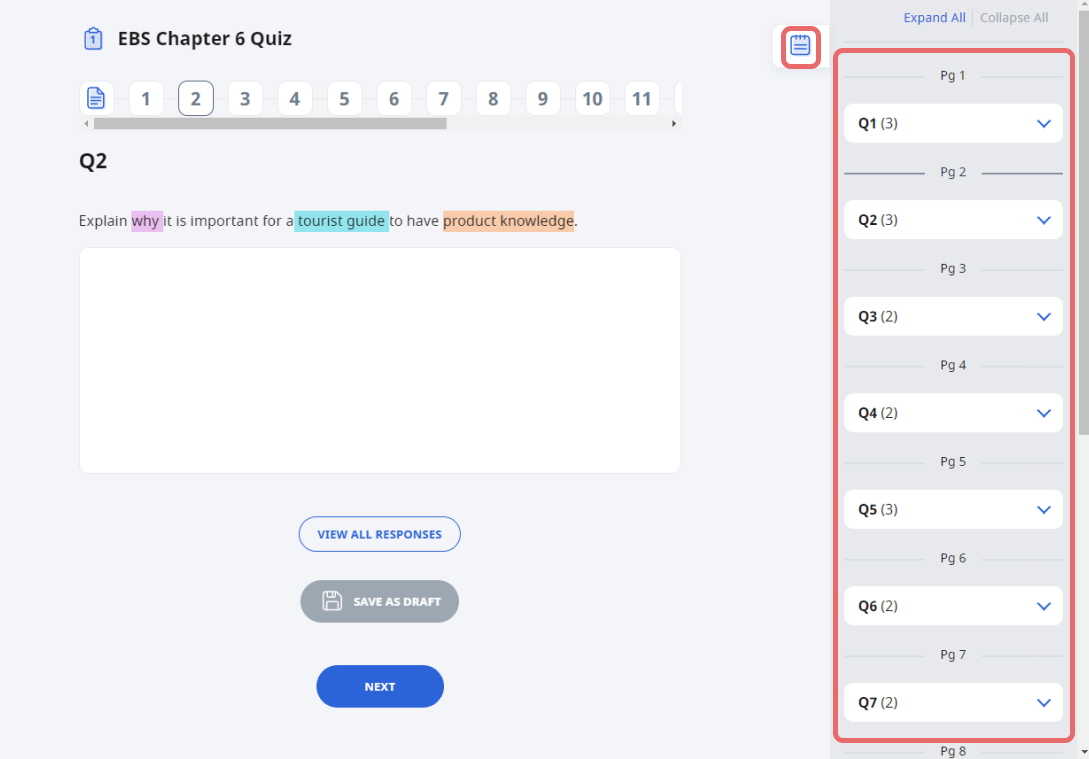 1
EBS Chapter 6 Quiz
1 2 3 4 5 6 7 8 9 10 11
Q2
Explain why it is important for a tourist guide to have product knowledge.
VIEW ALL RESPONSES
SAVE AS DRAFT
NEXT
Expand All Collapse All
Pg 1
Q1 (3)
Pg 2
Q2 (3)
Pg 3
Q3 (2)
Pg 4
Q4 (2)
Pg 5
Q5 (3)
Pg 6
Q6 (2)
Pg 7
Q7 (2)
Pg 8